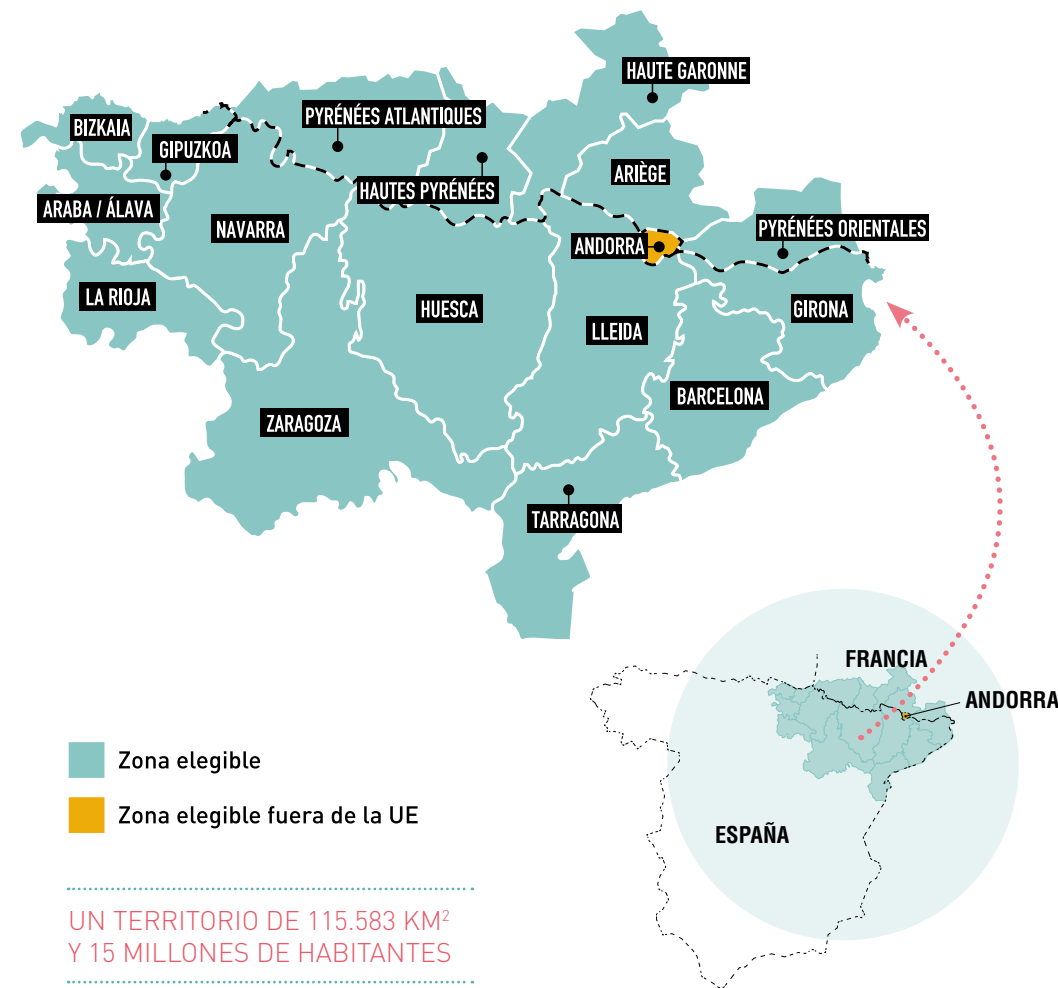 HAUTE GARONNE
PYRÉNÉES ATLANTIQUES
BIZKAIA
GIPUZKOA
ARIÈGE
HAUTES PYRÉNÉES
ARABA / ÁLAVA
NAVARRA
PYRÉNÉES ORIENTALES
ANDORRA
LA RIOJA
HUESCA
GIRONA
LLEIDA
BARCELONA
ZARAGOZA
TARRAGONA
FRANCIA
ANDORRA
ESPAÑA
Zona elegible
Zona elegible fuera de la UE
UN TERRITORIO DE 115.583 KM²
Y 15 MILLONES DE HABITANTES